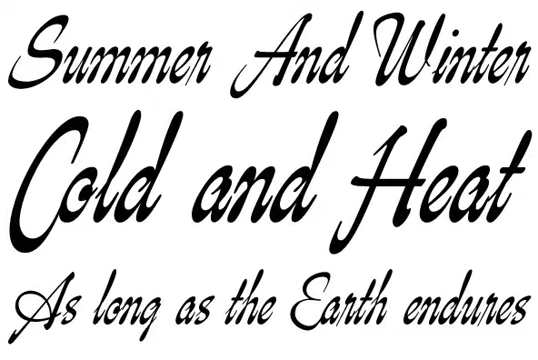 Summer And Winter
Cold and Heat
As long as the Earth endures